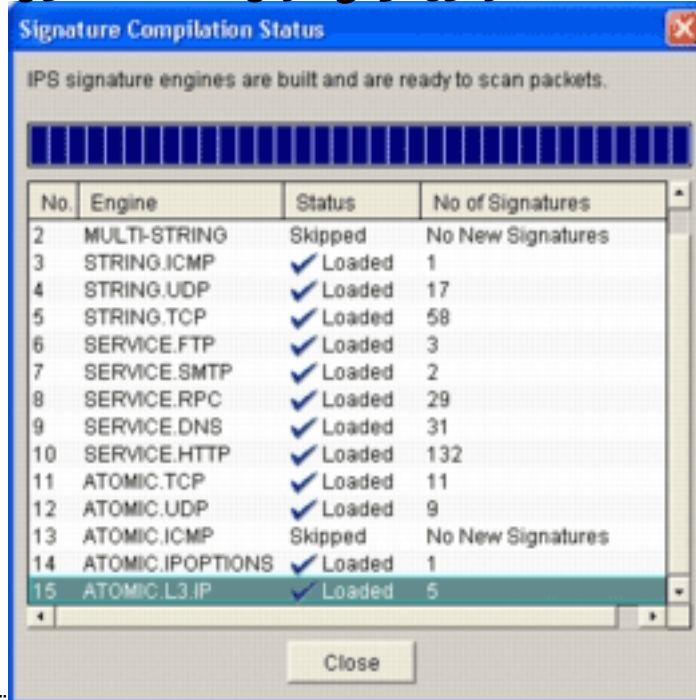 Signature Compilation Status
IPS signature engines are built and are ready to scan packets.
No. Engine Status No of Signatures
2 MULTI-STRING Skipped No New Signatures
3 STRING.ICMP Loaded 1
4 STRING.UDP Loaded 17
5 STRING.TCP Loaded 58
6 SERVICE.FTP Loaded 3
7 SERVICE.SMTP Loaded 2
8 SERVICE.RPC Loaded 29
9 SERVICE.DNS Loaded 31
10 SERVICE.HTTP Loaded 132
11 ATOMIC.TCP Loaded 11
12 ATOMIC.UDP Loaded 9
13 ATOMIC.ICMP Skipped No New Signatures
14 ATOMIC.IPOPTIONS Loaded 1
15 ATOMIC.L3.IP Loaded 5
Close